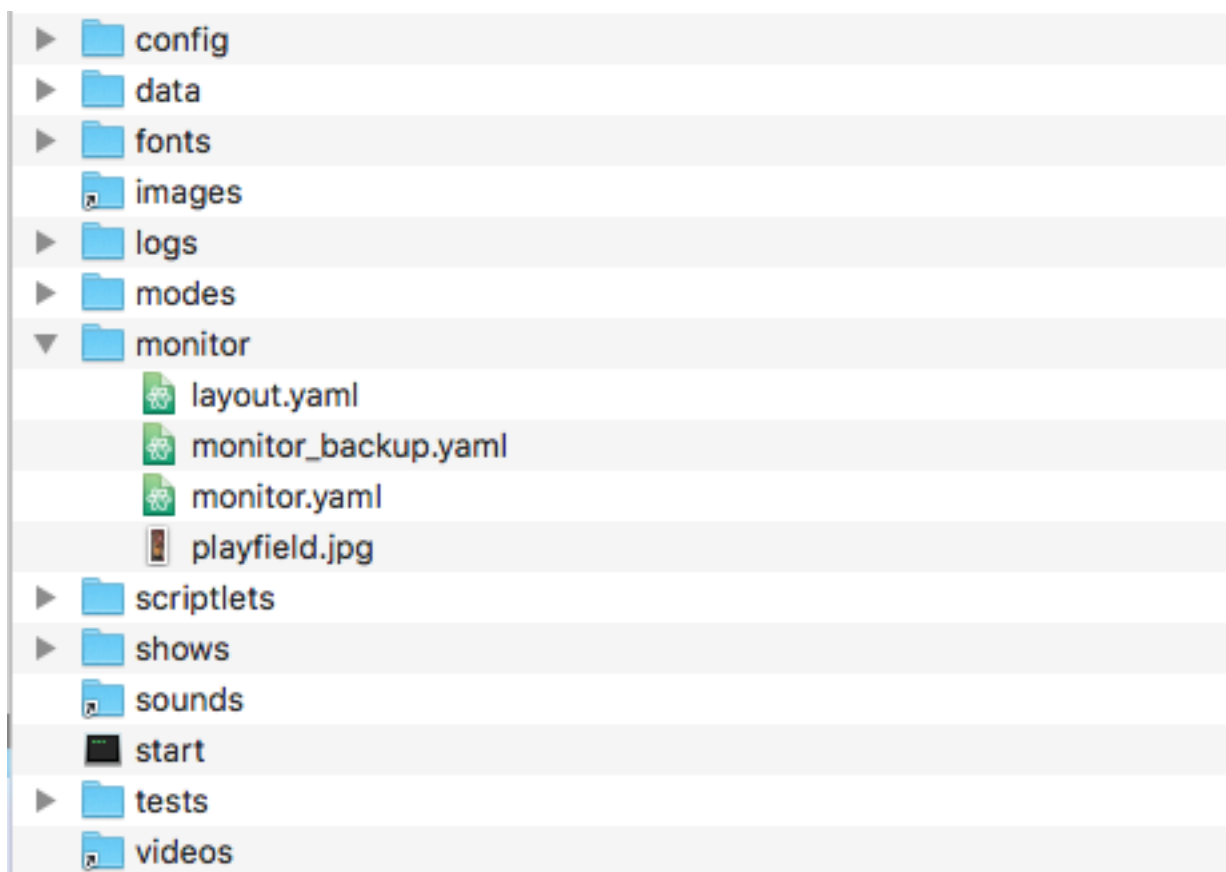 config
data
fonts
images
logs
modes
monitor
layout.yaml
monitor_backup.yaml
monitor.yaml
playfield.jpg
scriptlets
shows
sounds
start
tests
videos